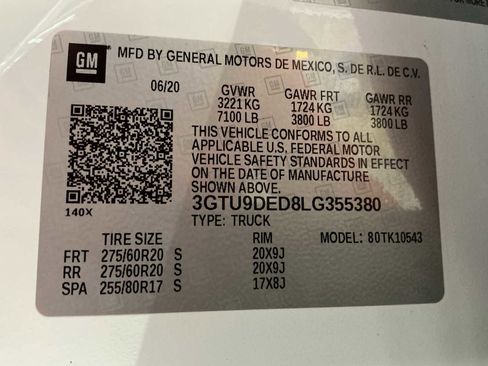 FOR MORE
GM MFD BY GENERAL MOTORS DE MEXICO, S. DE R.L. DE C.V.
06/20 GVWR GAWR FRT GAWR RR
3221 KG 1724 KG 1724 KG
7100 LB 3800 LB 3800 LB
THIS VEHICLE CONFORMS TO ALL
APPLICABLE U.S. FEDERAL MOTOR
VEHICLE SAFETY STANDARDS IN EFFECT
ON THE DATE OF MANUFACTURE
SHOWN ABOVE.
140X 3GTU9DED8LG355380
TYPE: TRUCK
TIRE SIZE RIM MODEL: 80TK10543
FRT 275/60R20 S 20X9J
RR 275/60R20 S 20X9J
SPA 255/80R17 S 17X8J